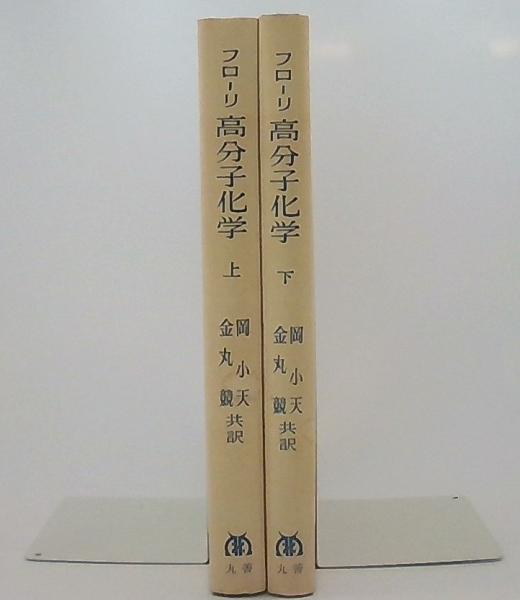 フローリ
高分子化学
上
岡小天
金丸競
共訳
丸善
フローリ
高分子化学
下
岡小天
金丸競
共訳
丸善